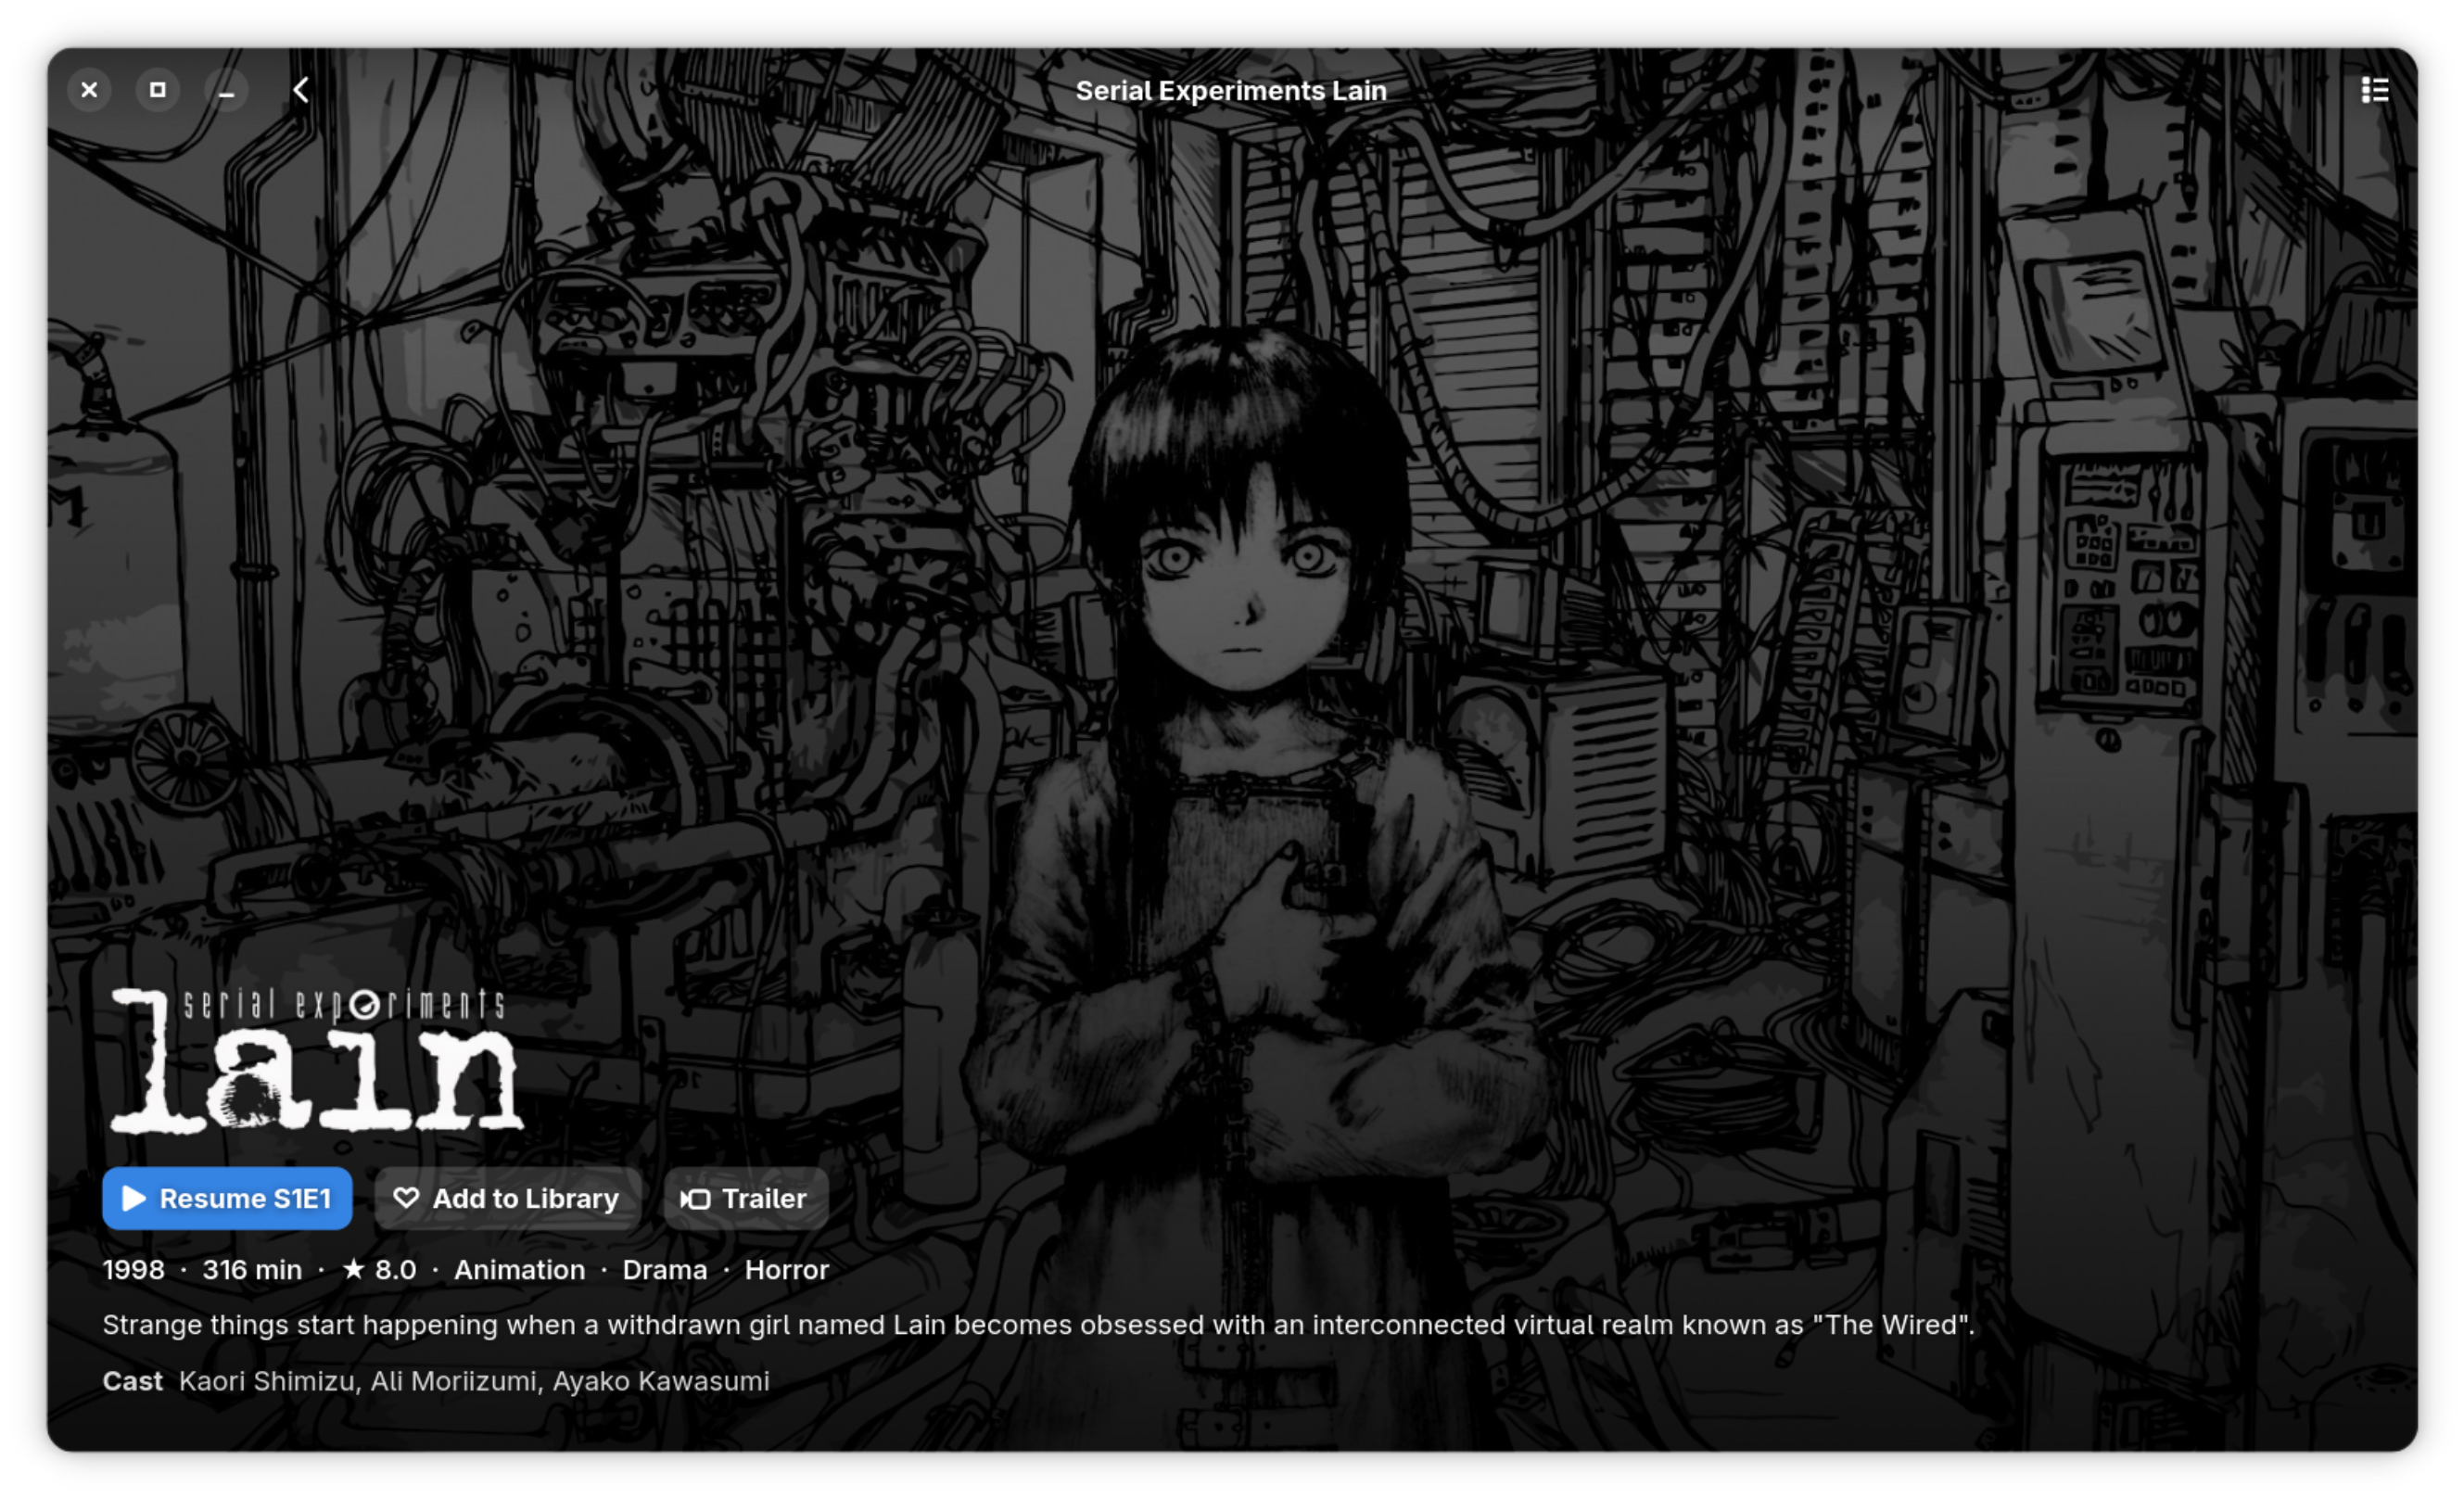 Serial Experiments Lain
serial experiments
lain
Resume S1E1
Add to Library
Trailer
1998 · 316 min · ★ 8.0 · Animation · Drama · Horror
Strange things start happening when a withdrawn girl named Lain becomes obsessed with an interconnected virtual realm known as "The Wired".
Cast Kaori Shimizu, Ali Moriizumi, Ayako Kawasumi